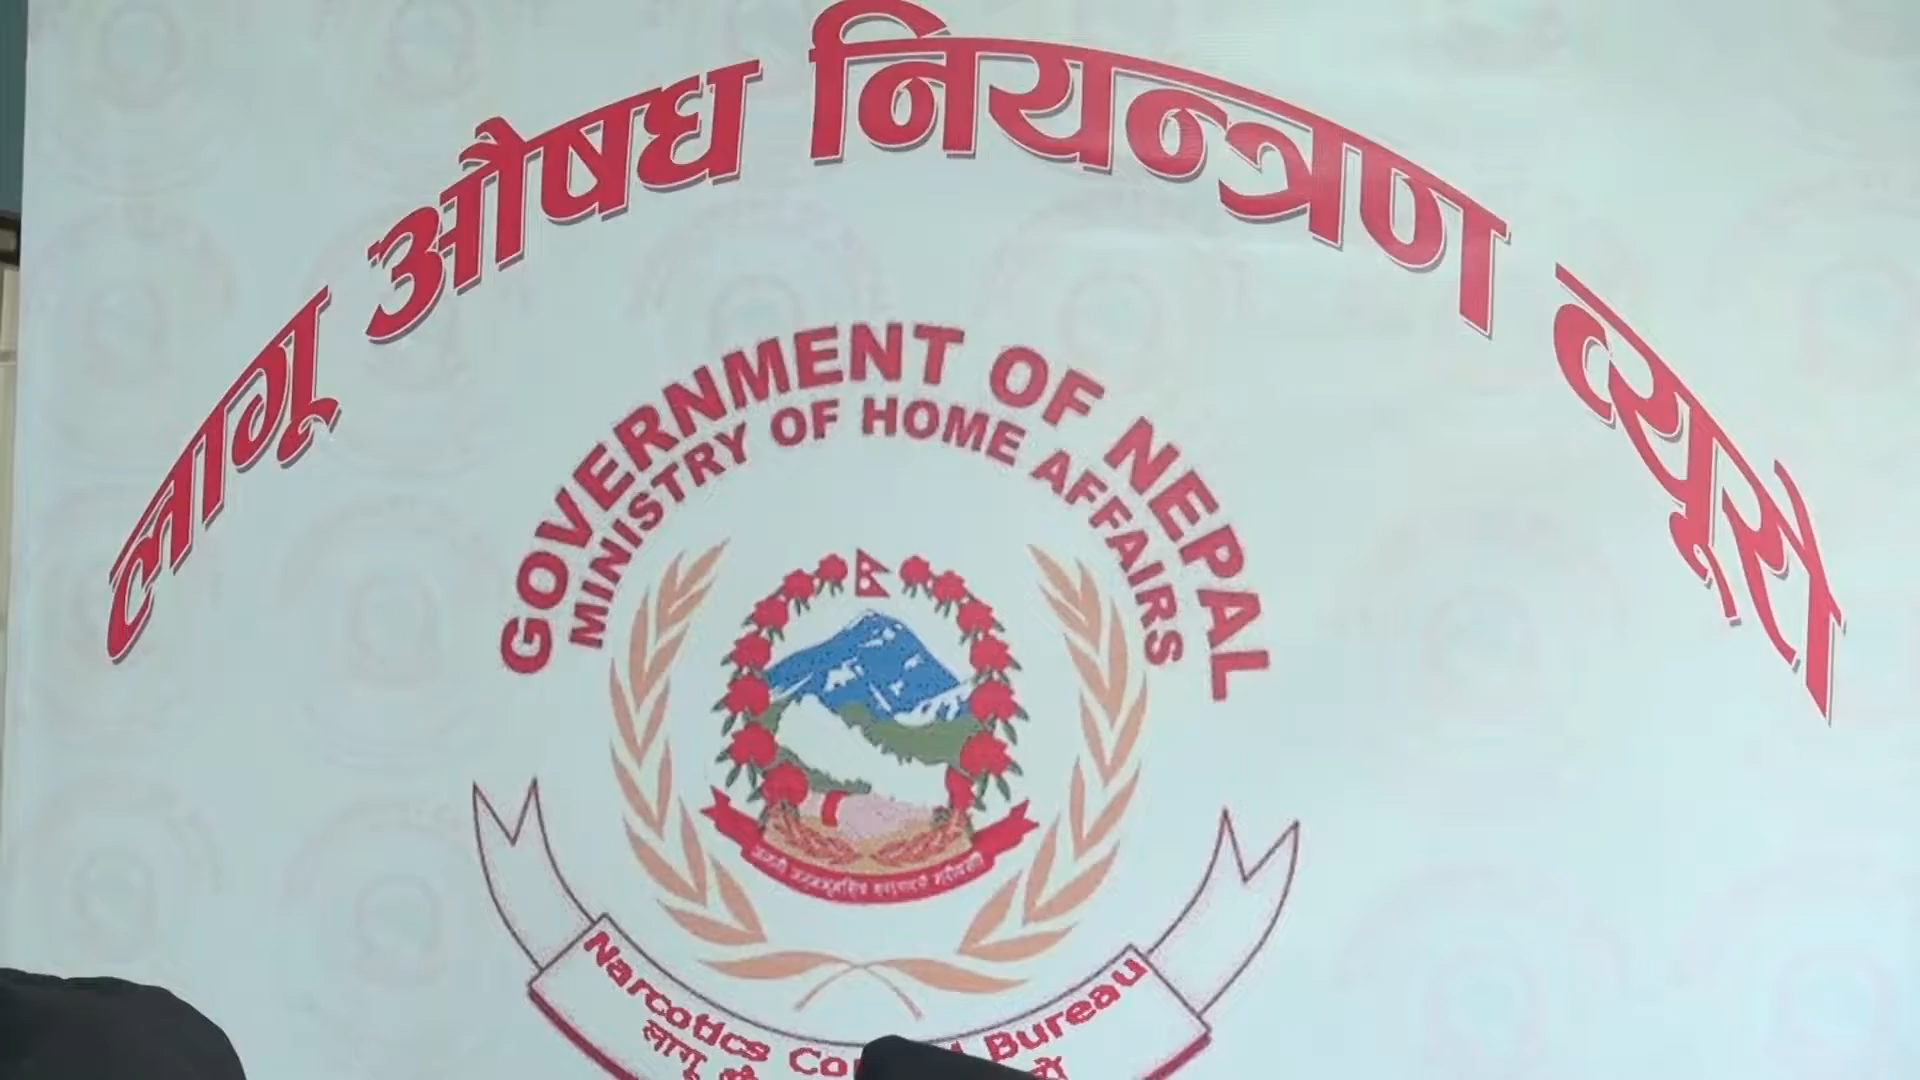 लागू औषध नियन्त्रण ब्यूरो
GOVERNMENT OF NEPAL
MINISTRY OF HOME AFFAIRS
Narcotics Bureau
लागू